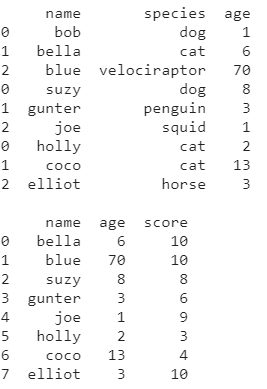 name species age
0 bob dog 1
1 bella cat 6
2 blue velociraptor 70
0 suzy dog 8
1 gunter penguin 3
2 joe squid 1
0 holly cat 2
1 coco cat 13
2 elliot horse 3
name age score
0 bella 6 10
1 blue 70 10
2 suzy 8 8
3 gunter 3 6
4 joe 1 9
5 holly 2 3
6 coco 13 4
7 elliot 3 10